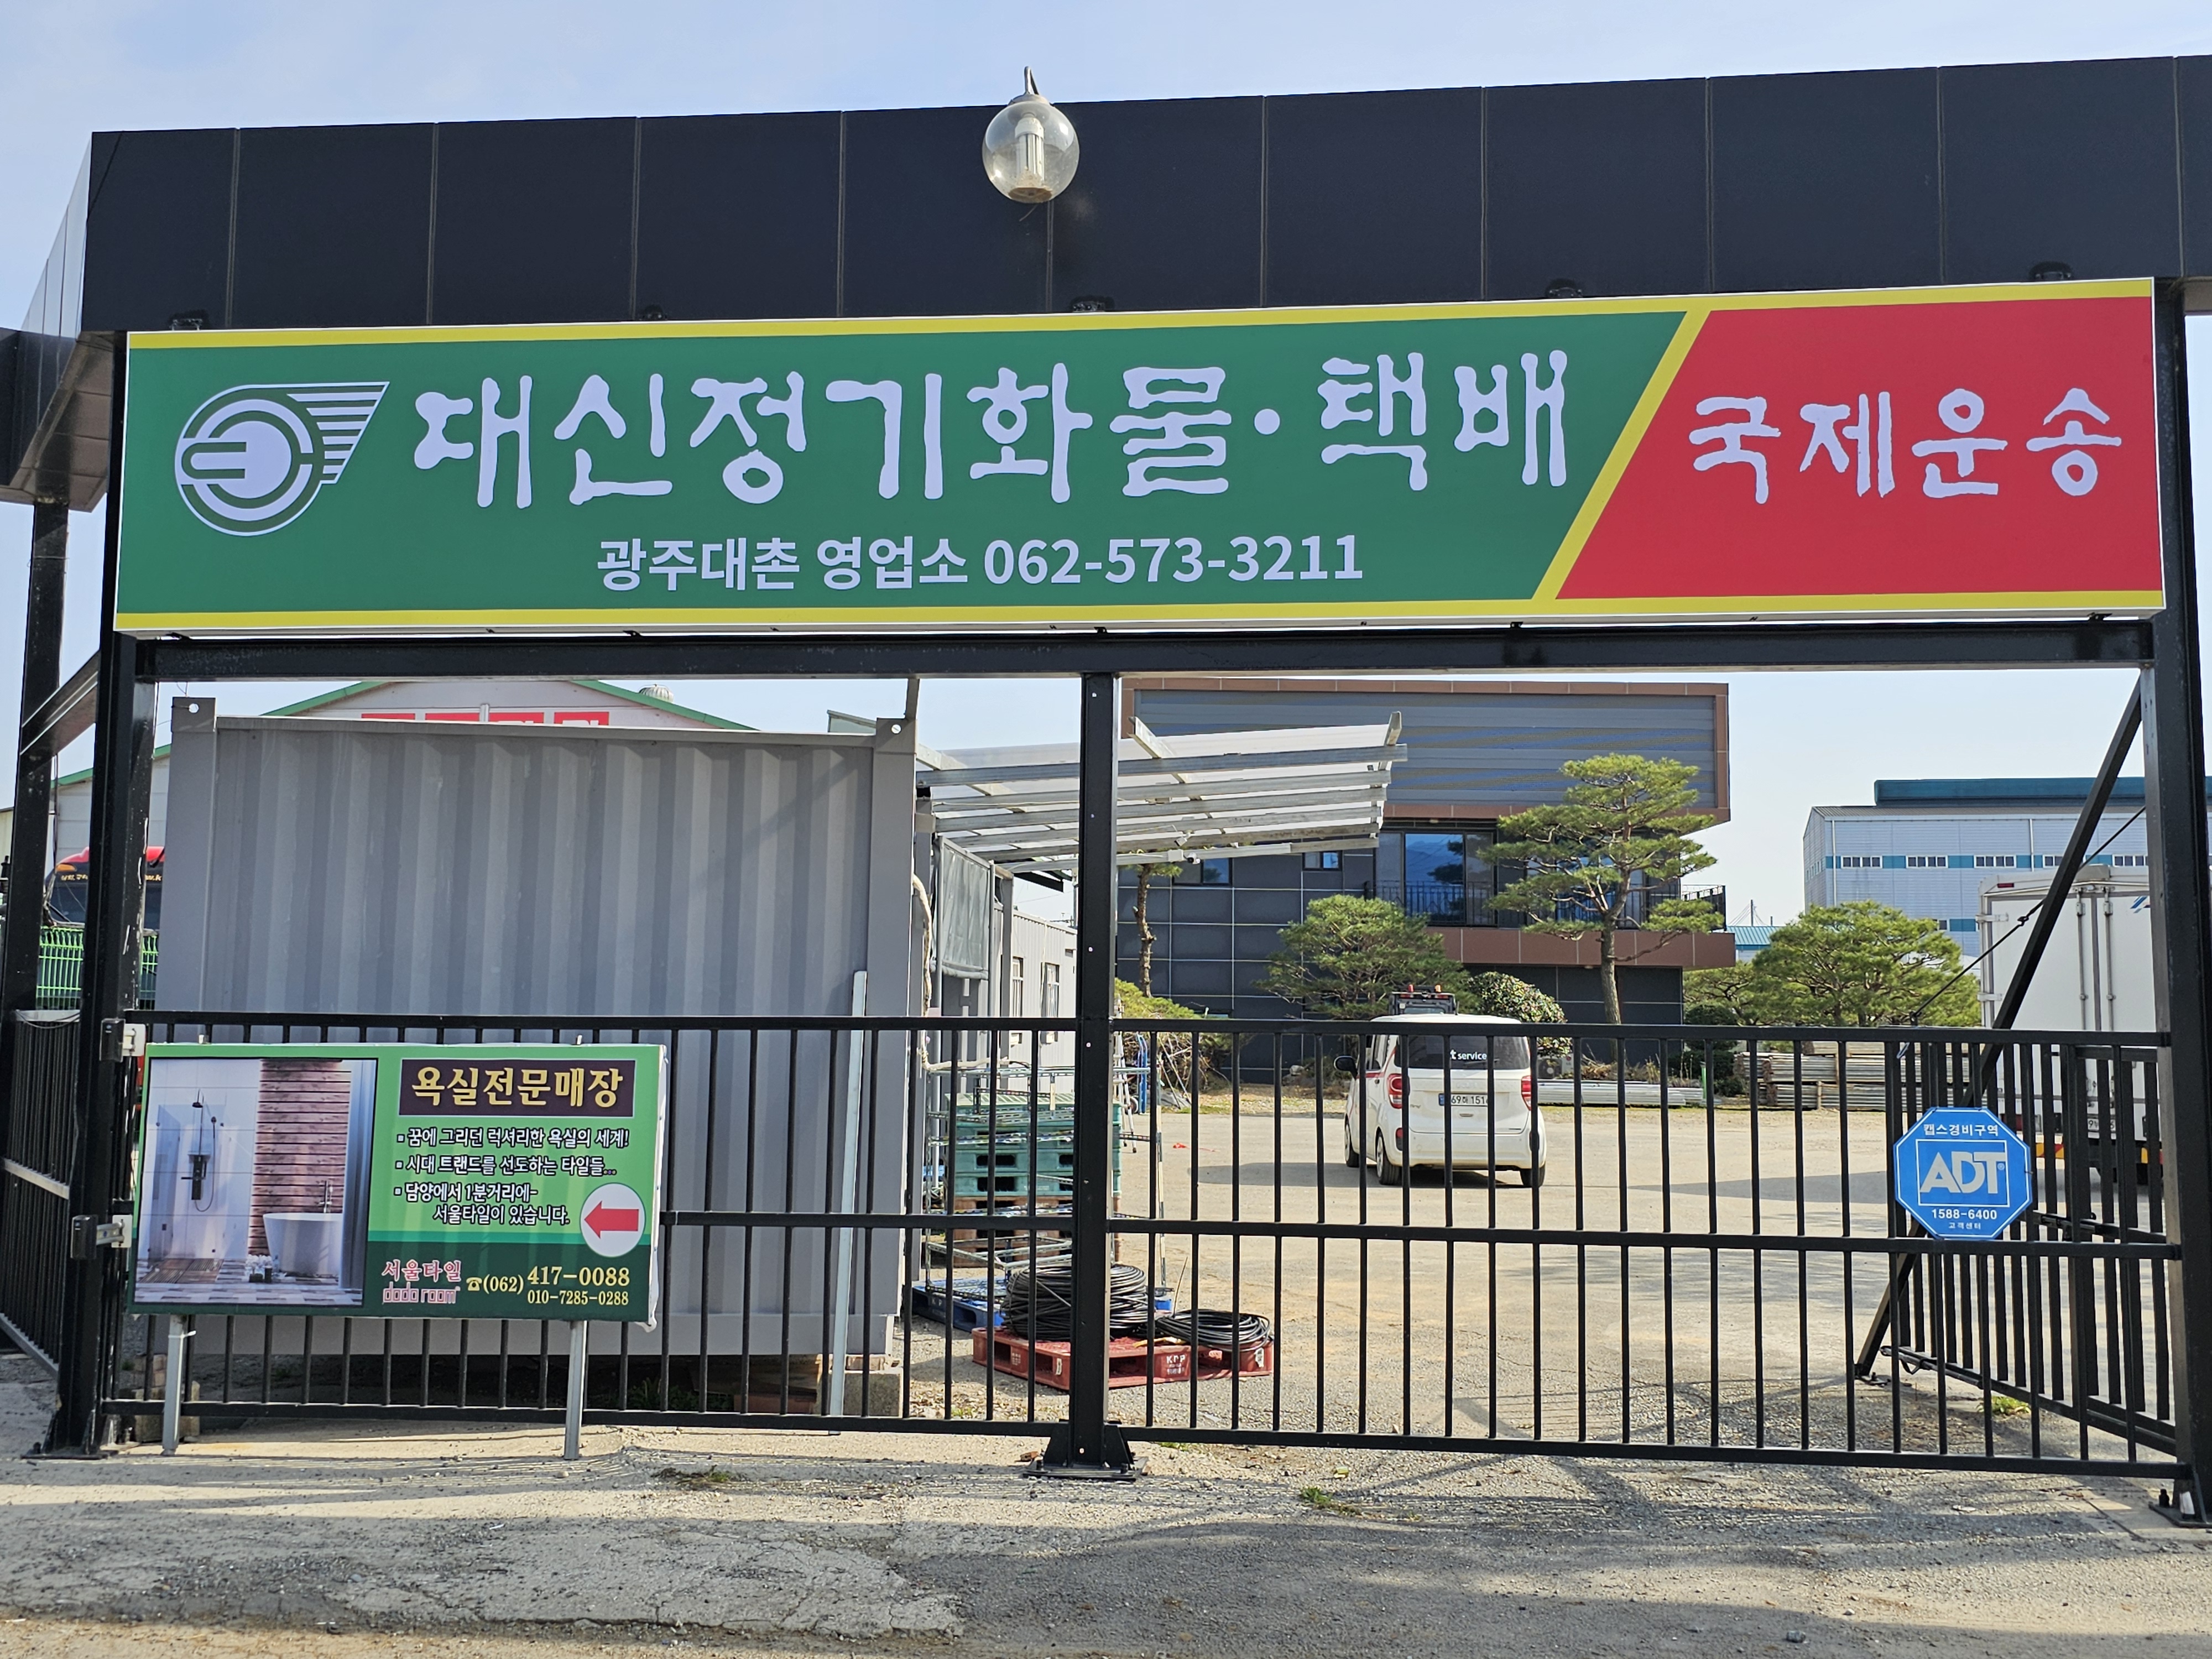 대신정기화물·택배
국제운송
광주대촌 영업소 062-573-3211
욕실전문매장
▪꿈에 그리던 럭셔리한 욕실의 세계!
▪시대 트랜드를 선도하는 타일들...
▪담양에서 1분거리에-
서울타일이 있습니다.
서울타일
dodo room
☎(062) 417-0088
010-7285-0288
t service
캡스경비구역
ADT
1588-6400
고객센터
KPP